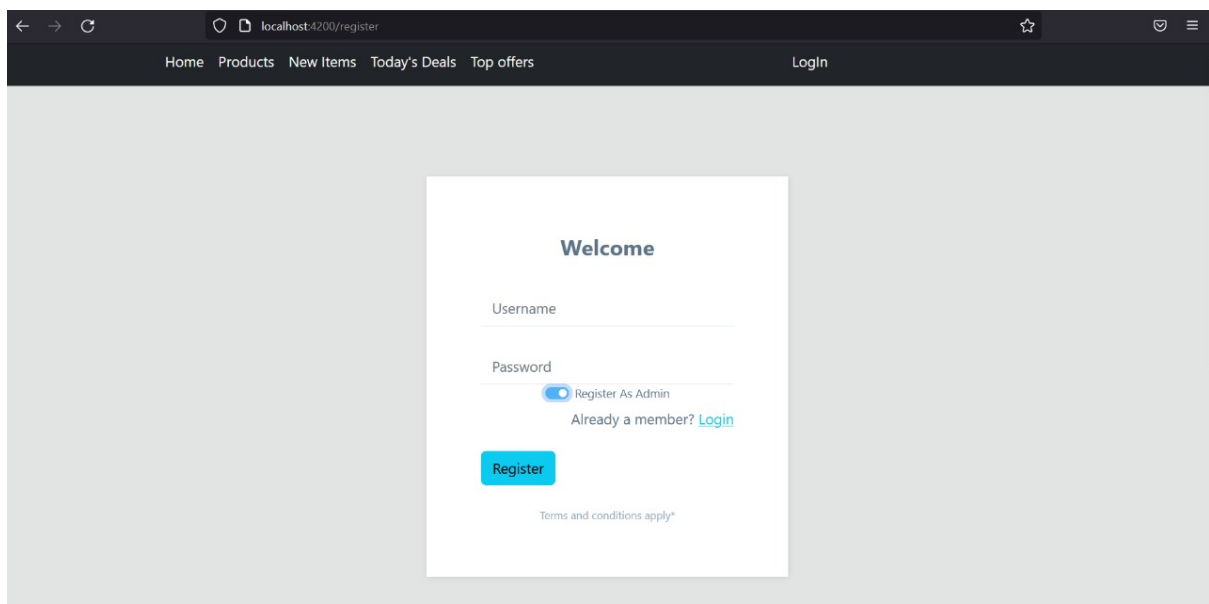 localhost:4200/register
Home Products New Items Today's Deals Top offers LogIn
Welcome
Username
Password
Register As Admin
Already a member? Login
Register
Terms and conditions apply*